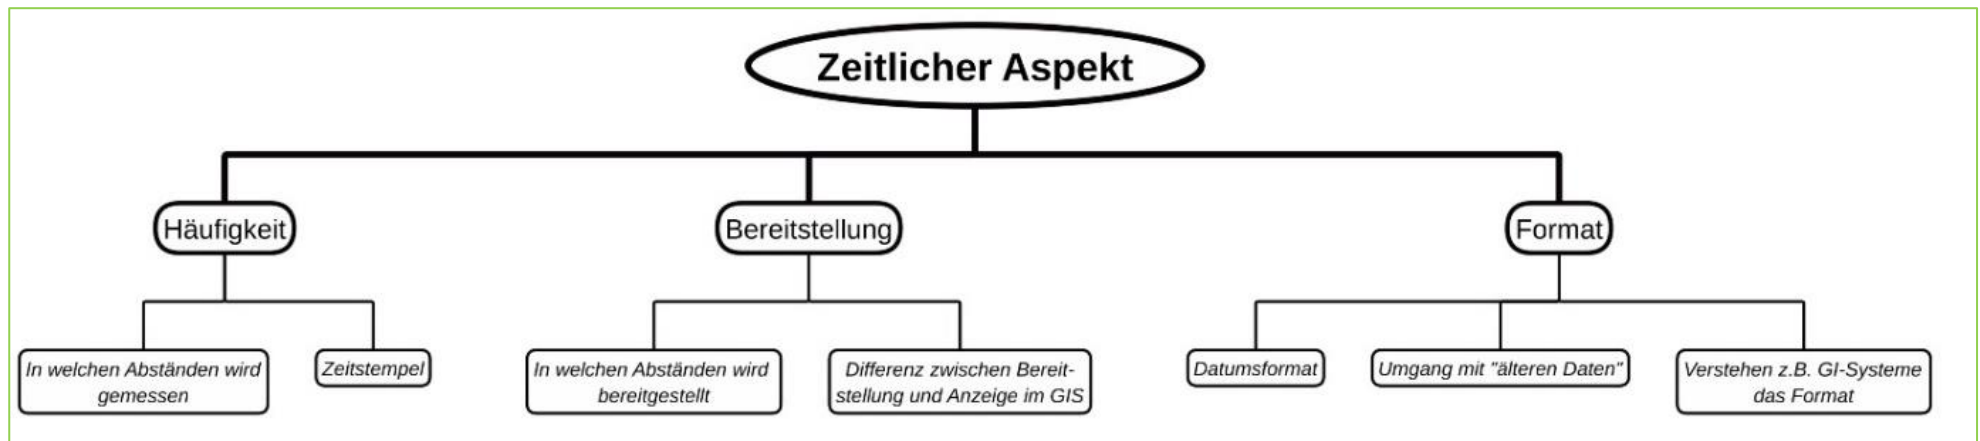 Zeitlicher Aspekt
Häufigkeit
Bereitstellung
Format
In welchen Abständen wird
gemessen
Zeitstempel
In welchen Abständen wird
bereitgestellt
Differenz zwischen Bereit-
stellung und Anzeige im GIS
Datumsformat
Umgang mit "älteren Daten"
Verstehen z.B. GI-Systeme
das Format